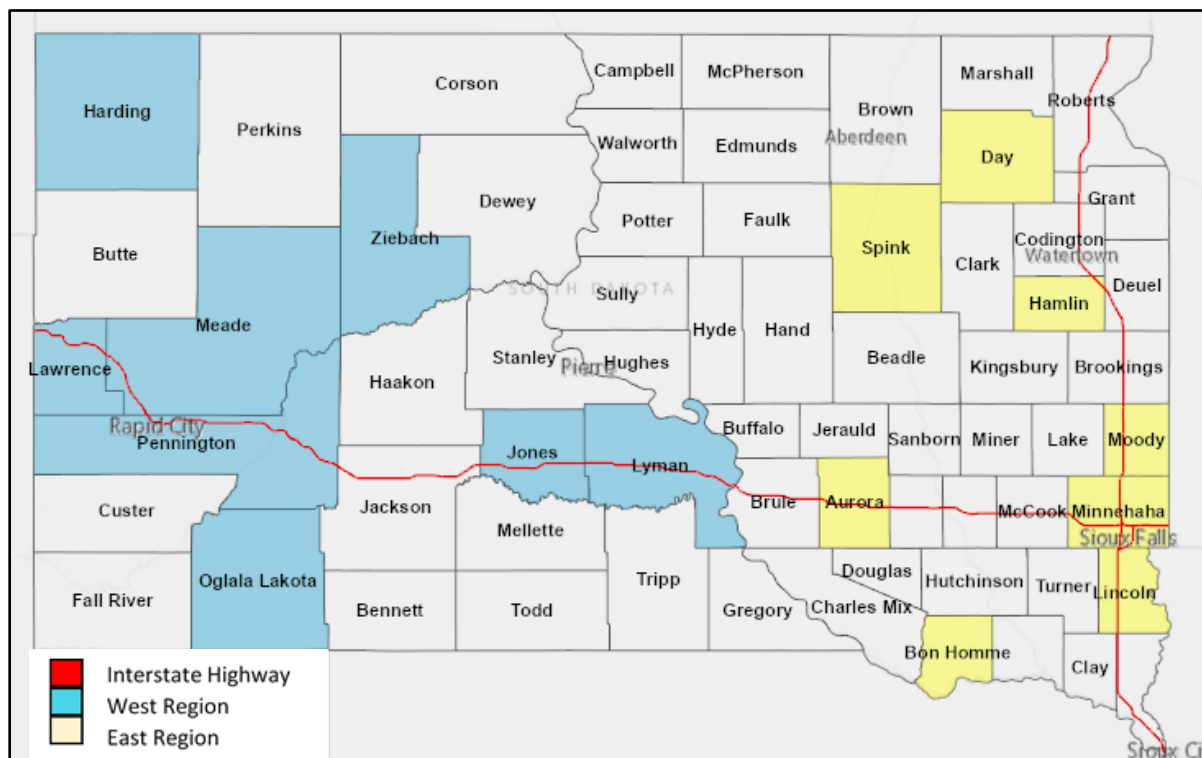 Campbell
McPherson
Marshall
Corson
Roberts
Harding
Brown
Perkins
Aberdeen
Walworth
Edmunds
Day
Dewey
Grant
Potter
Faulk
Ziebach
Codington
Butte
Spink
Watertown
Clark
Deuel
SOUTH DAKOTA
Sully
Hamlin
Meade
Hyde
Hand
Stanley
Beadle
Lawrence
Pierre
Hughes
Kingsbury
Brookings
Haakon
Rapid City
Buffalo
Jerauld
Pennington
Sanborn
Miner
Lake
Moody
Jones
Lyman
Brule
Aurora
Jackson
McCook
Minnehaha
Custer
Mellette
Sioux Falls
Oglala Lakota
Douglas
Tripp
Hutchinson
Turner
Lincoln
Fall River
Bennett
Todd
Gregory
Charles Mix
Bon Homme
Clay
Interstate Highway
West Region
East Region
Sioux Ci